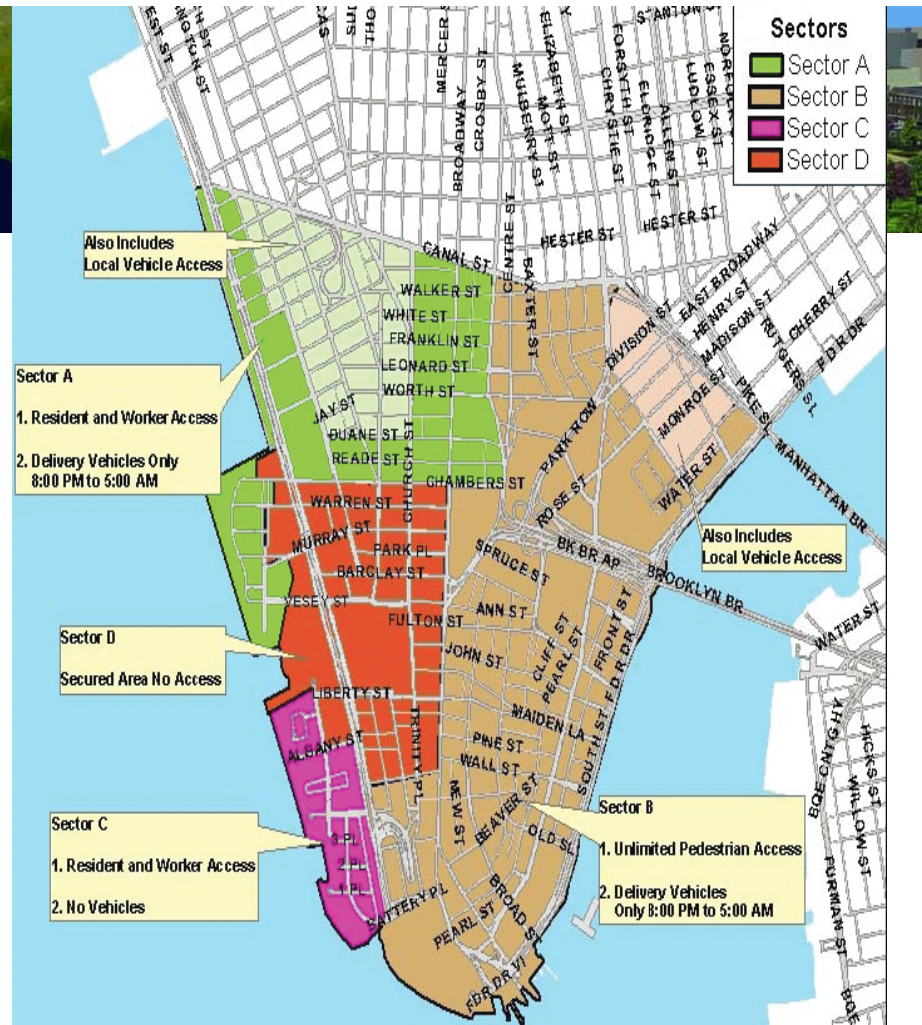 Sectors
Sector A
Sector B
Sector C
Sector D
WEST ST
MERCER
BROADWAY
CROSBY ST
MULBERRY ST
MOTT ST
ELIZABETH ST
CHRYSTIE ST
FORSYTH ST
ELDRIDGE ST
ALLEN ST
LUDLOW ST
ESSEX ST
STANTON
HESTER ST
HESTER ST
EAST BROADWAY
HENRY ST
MADISON ST
CHERRY ST
RUTGERS SL
F D R DR
PIKE SL
DIVISION ST
MONROE ST
WATER ST
MANHATTAN BR
CENTRE ST
BAXTER ST
CANAL ST
WALKER ST
WHITE ST
FRANKLIN ST
LEONARD ST
WORTH ST
JAY ST
DUANE ST
READE ST
CHURCH ST
CHAMBERS ST
PARK ROW
ROSE ST
Also Includes
Local Vehicle Access
Sector A
1. Resident and Worker Access
2. Delivery Vehicles Only
8:00 PM to 5:00 AM
WARREN ST
MURRAY ST
PARK PL
BARCLAY ST
VESEY ST
FULTON ST
SPRUCE ST
BK BR AP
BROOKLYN BR
Also Includes
Local Vehicle Access
ANN ST
JOHN ST
CLIFF ST
PEARL ST
FRONT ST
F D R DR
SOUTH ST
WATER ST
Sector D
Secured Area No Access
LIBERTY ST
ALBANY ST
TRINITY PL
MAIDEN LA
PINE ST
WALL ST
NEW ST
BEAVER ST
OLD SL
BROAD ST
PEARL ST
BATTERY PL
3 PL
2 PL
1 PL
FDR DR VI
Sector C
1. Resident and Worker Access
2. No Vehicles
Sector B
1. Unlimited Pedestrian Access
2. Delivery Vehicles
Only 8:00 PM to 5:00 AM
BQE CNTG HY
HICKS ST
WILLOW ST
FURMAN ST
BQE